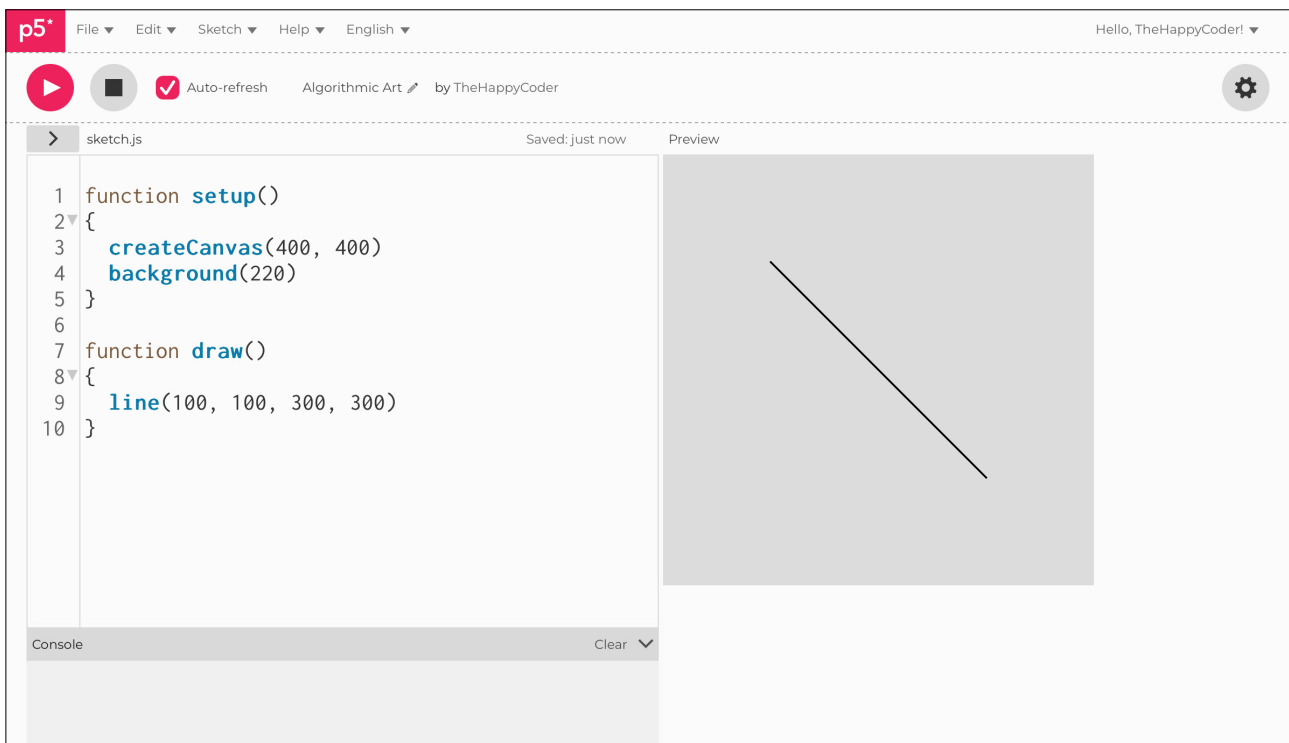 p5* File Edit Sketch Help English Hello, TheHappyCoder!
Auto-refresh Algorithmic Art by TheHappyCoder
sketch.js Saved: just now Preview
1 function setup()
2 {
3   createCanvas(400, 400)
4   background(220)
5 }
6
7 function draw()
8 {
9   line(100, 100, 300, 300)
10 }
Console Clear